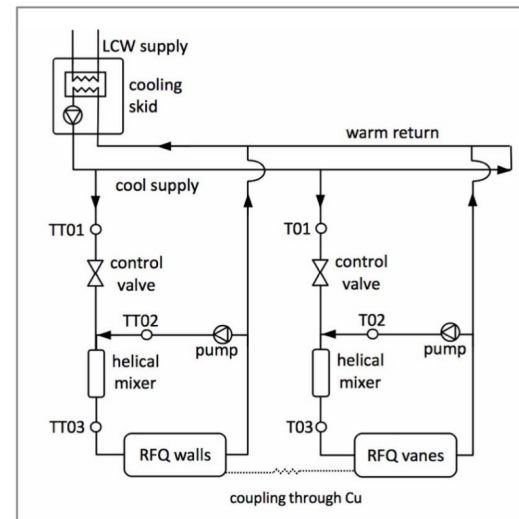 LCW supply
cooling
skid
warm return
cool supply
TT01
T01
control
valve
control
valve
TT02
T02
pump
pump
helical
mixer
helical
mixer
TT03
T03
RFQ walls
RFQ vanes
coupling through Cu